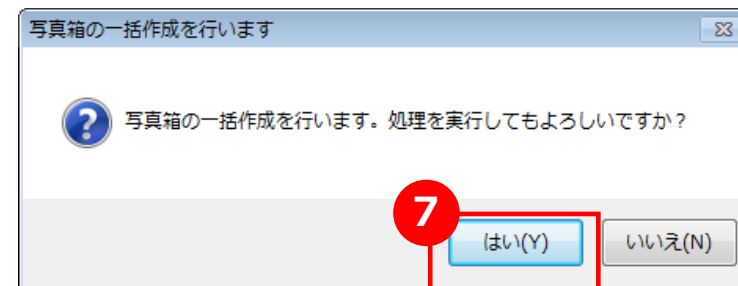 写真箱の一括作成を行います
写真箱の一括作成を行います。処理を実行してもよろしいですか？
7
はい(Y)
いいえ(N)